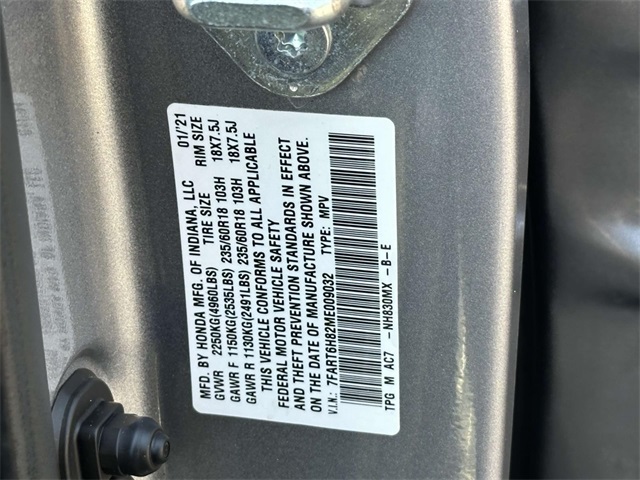 MFD. BY HONDA MFG. OF INDIANA, LLC 01/'21
GVWR 2250KG(4960LBS) TIRE SIZE RIM SIZE
GAWR F 1150KG(2535LBS) 235/60R18 103H 18X7.5J
GAWR R 1130KG(2491LBS) 235/60R18 103H 18X7.5J
THIS VEHICLE CONFORMS TO ALL APPLICABLE
FEDERAL MOTOR VEHICLE SAFETY
AND THEFT PREVENTION STANDARDS IN EFFECT
ON THE DATE OF MANUFACTURE SHOWN ABOVE.
V.I.N.: 7FART6H82ME009032 TYPE: MPV
TPG M AC7 -NH830MX -B-E